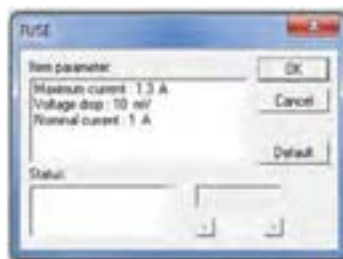 FUSE
Item parameter
OK
Maximum current : 1.3 A
Voltage drop : 10 mV
Nominal current : 1 A
Cancel
Default
Status: